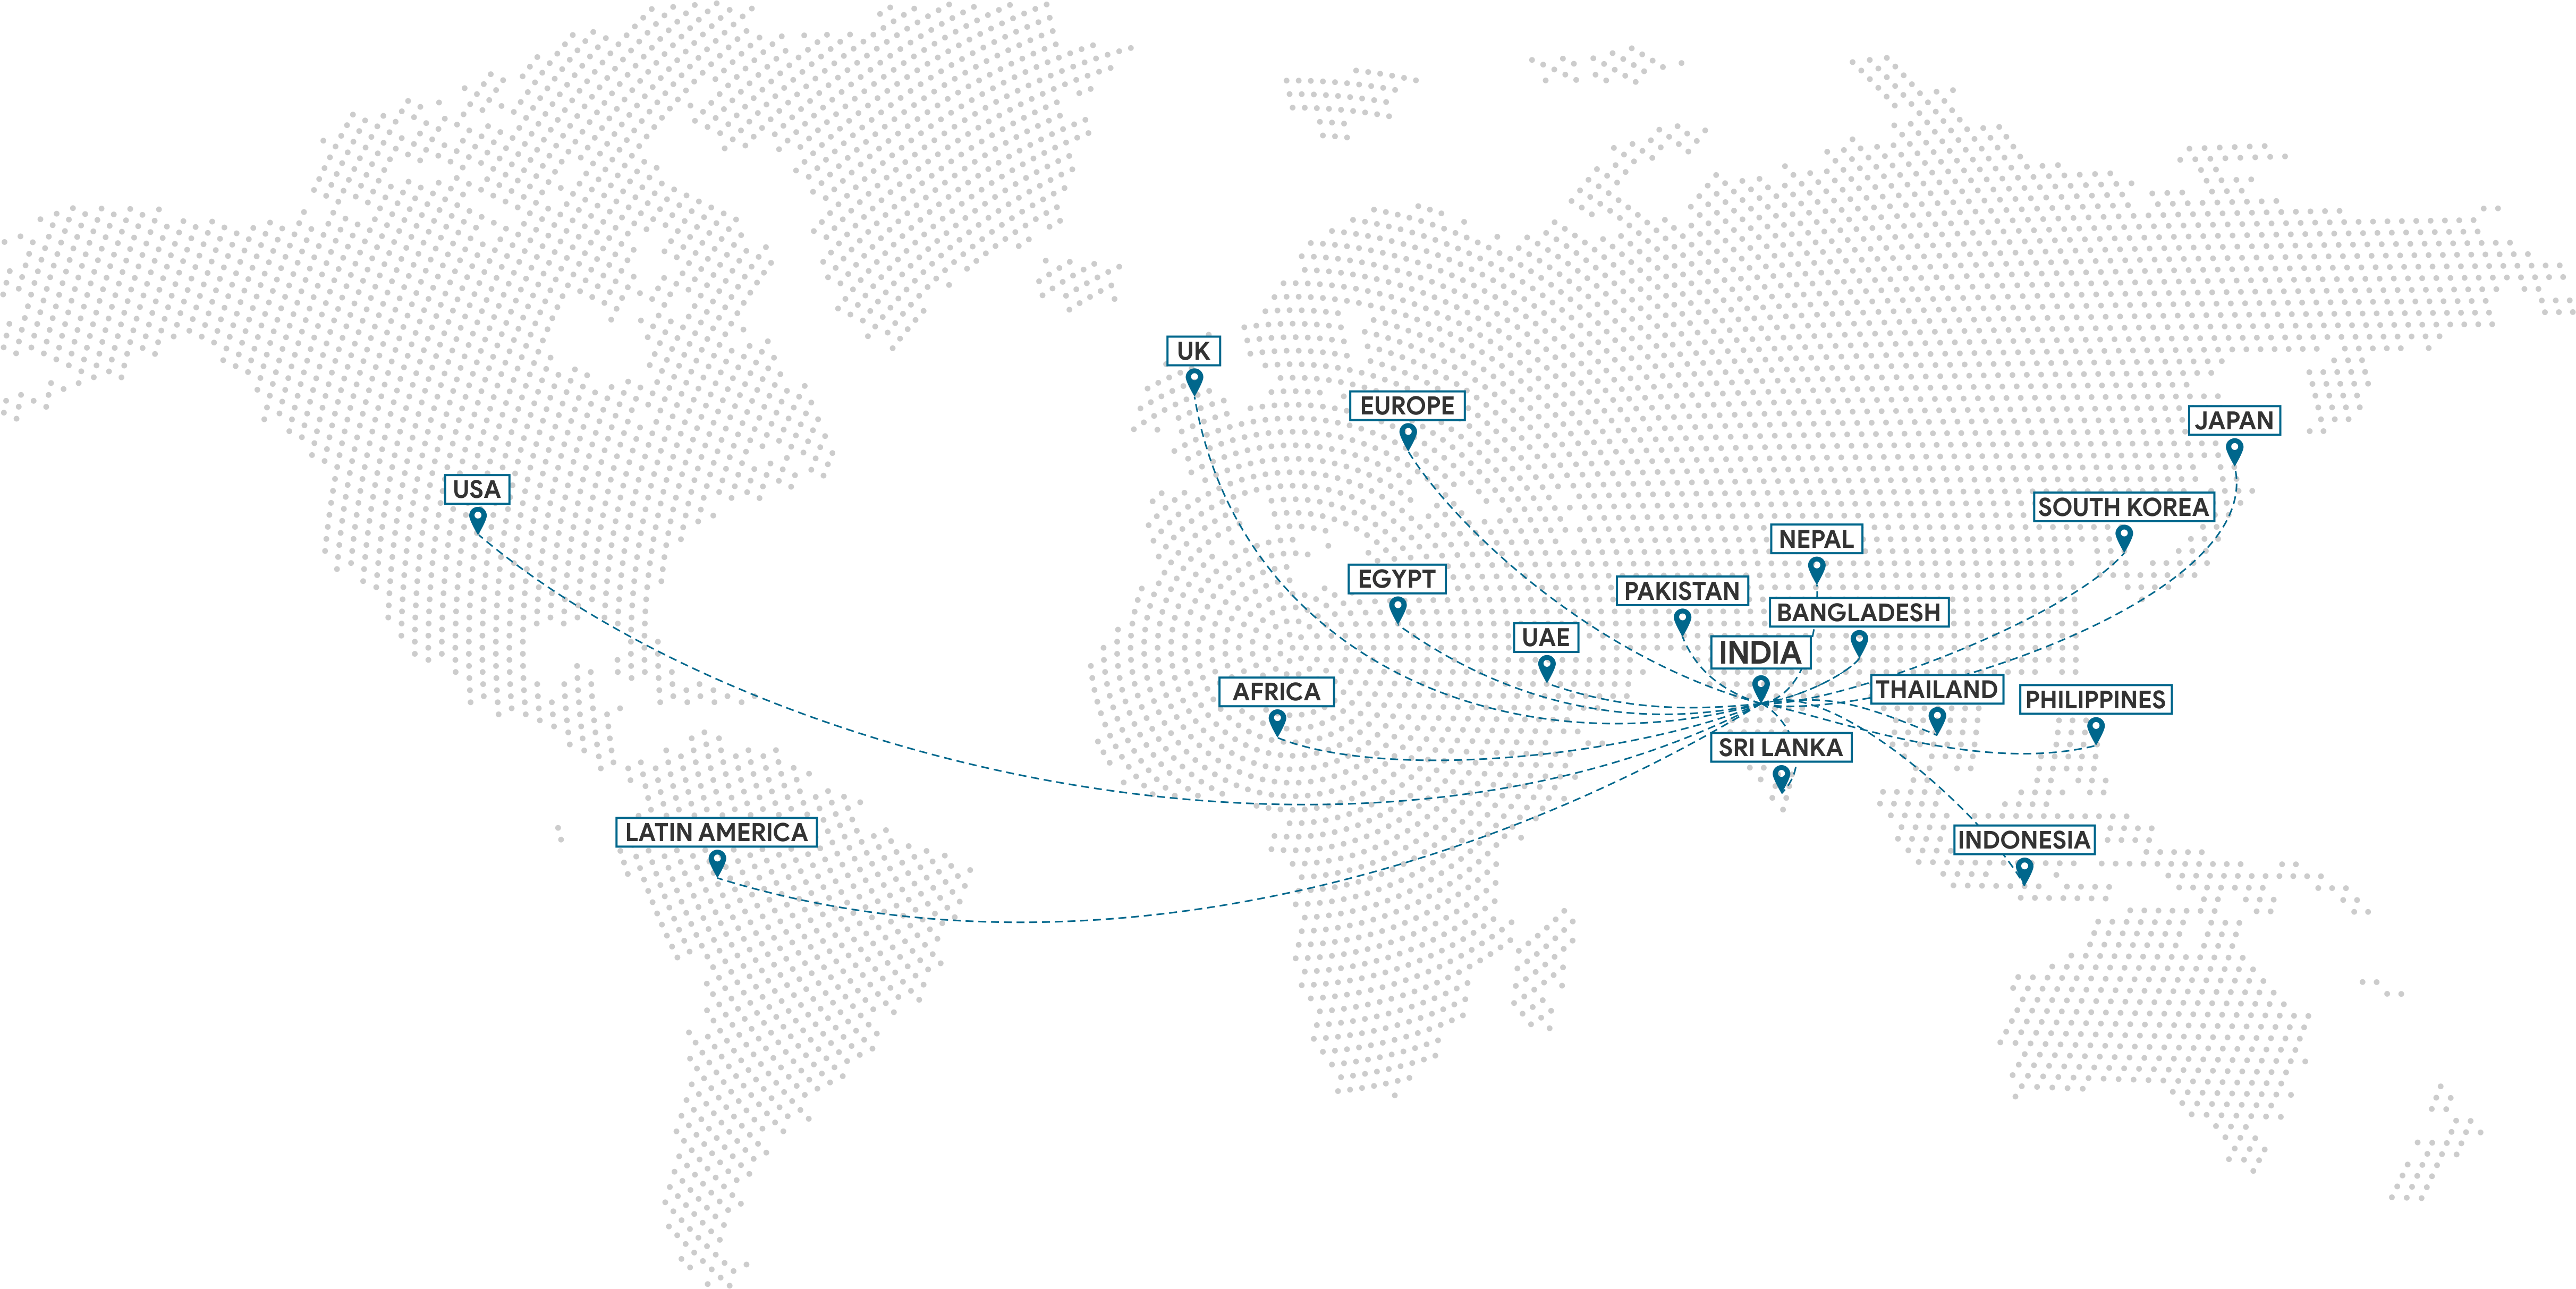 UK
EUROPE
JAPAN
USA
SOUTH KOREA
NEPAL
EGYPT
PAKISTAN
BANGLADESH
UAE
INDIA
AFRICA
THAILAND
PHILIPPINES
SRI LANKA
LATIN AMERICA
INDONESIA